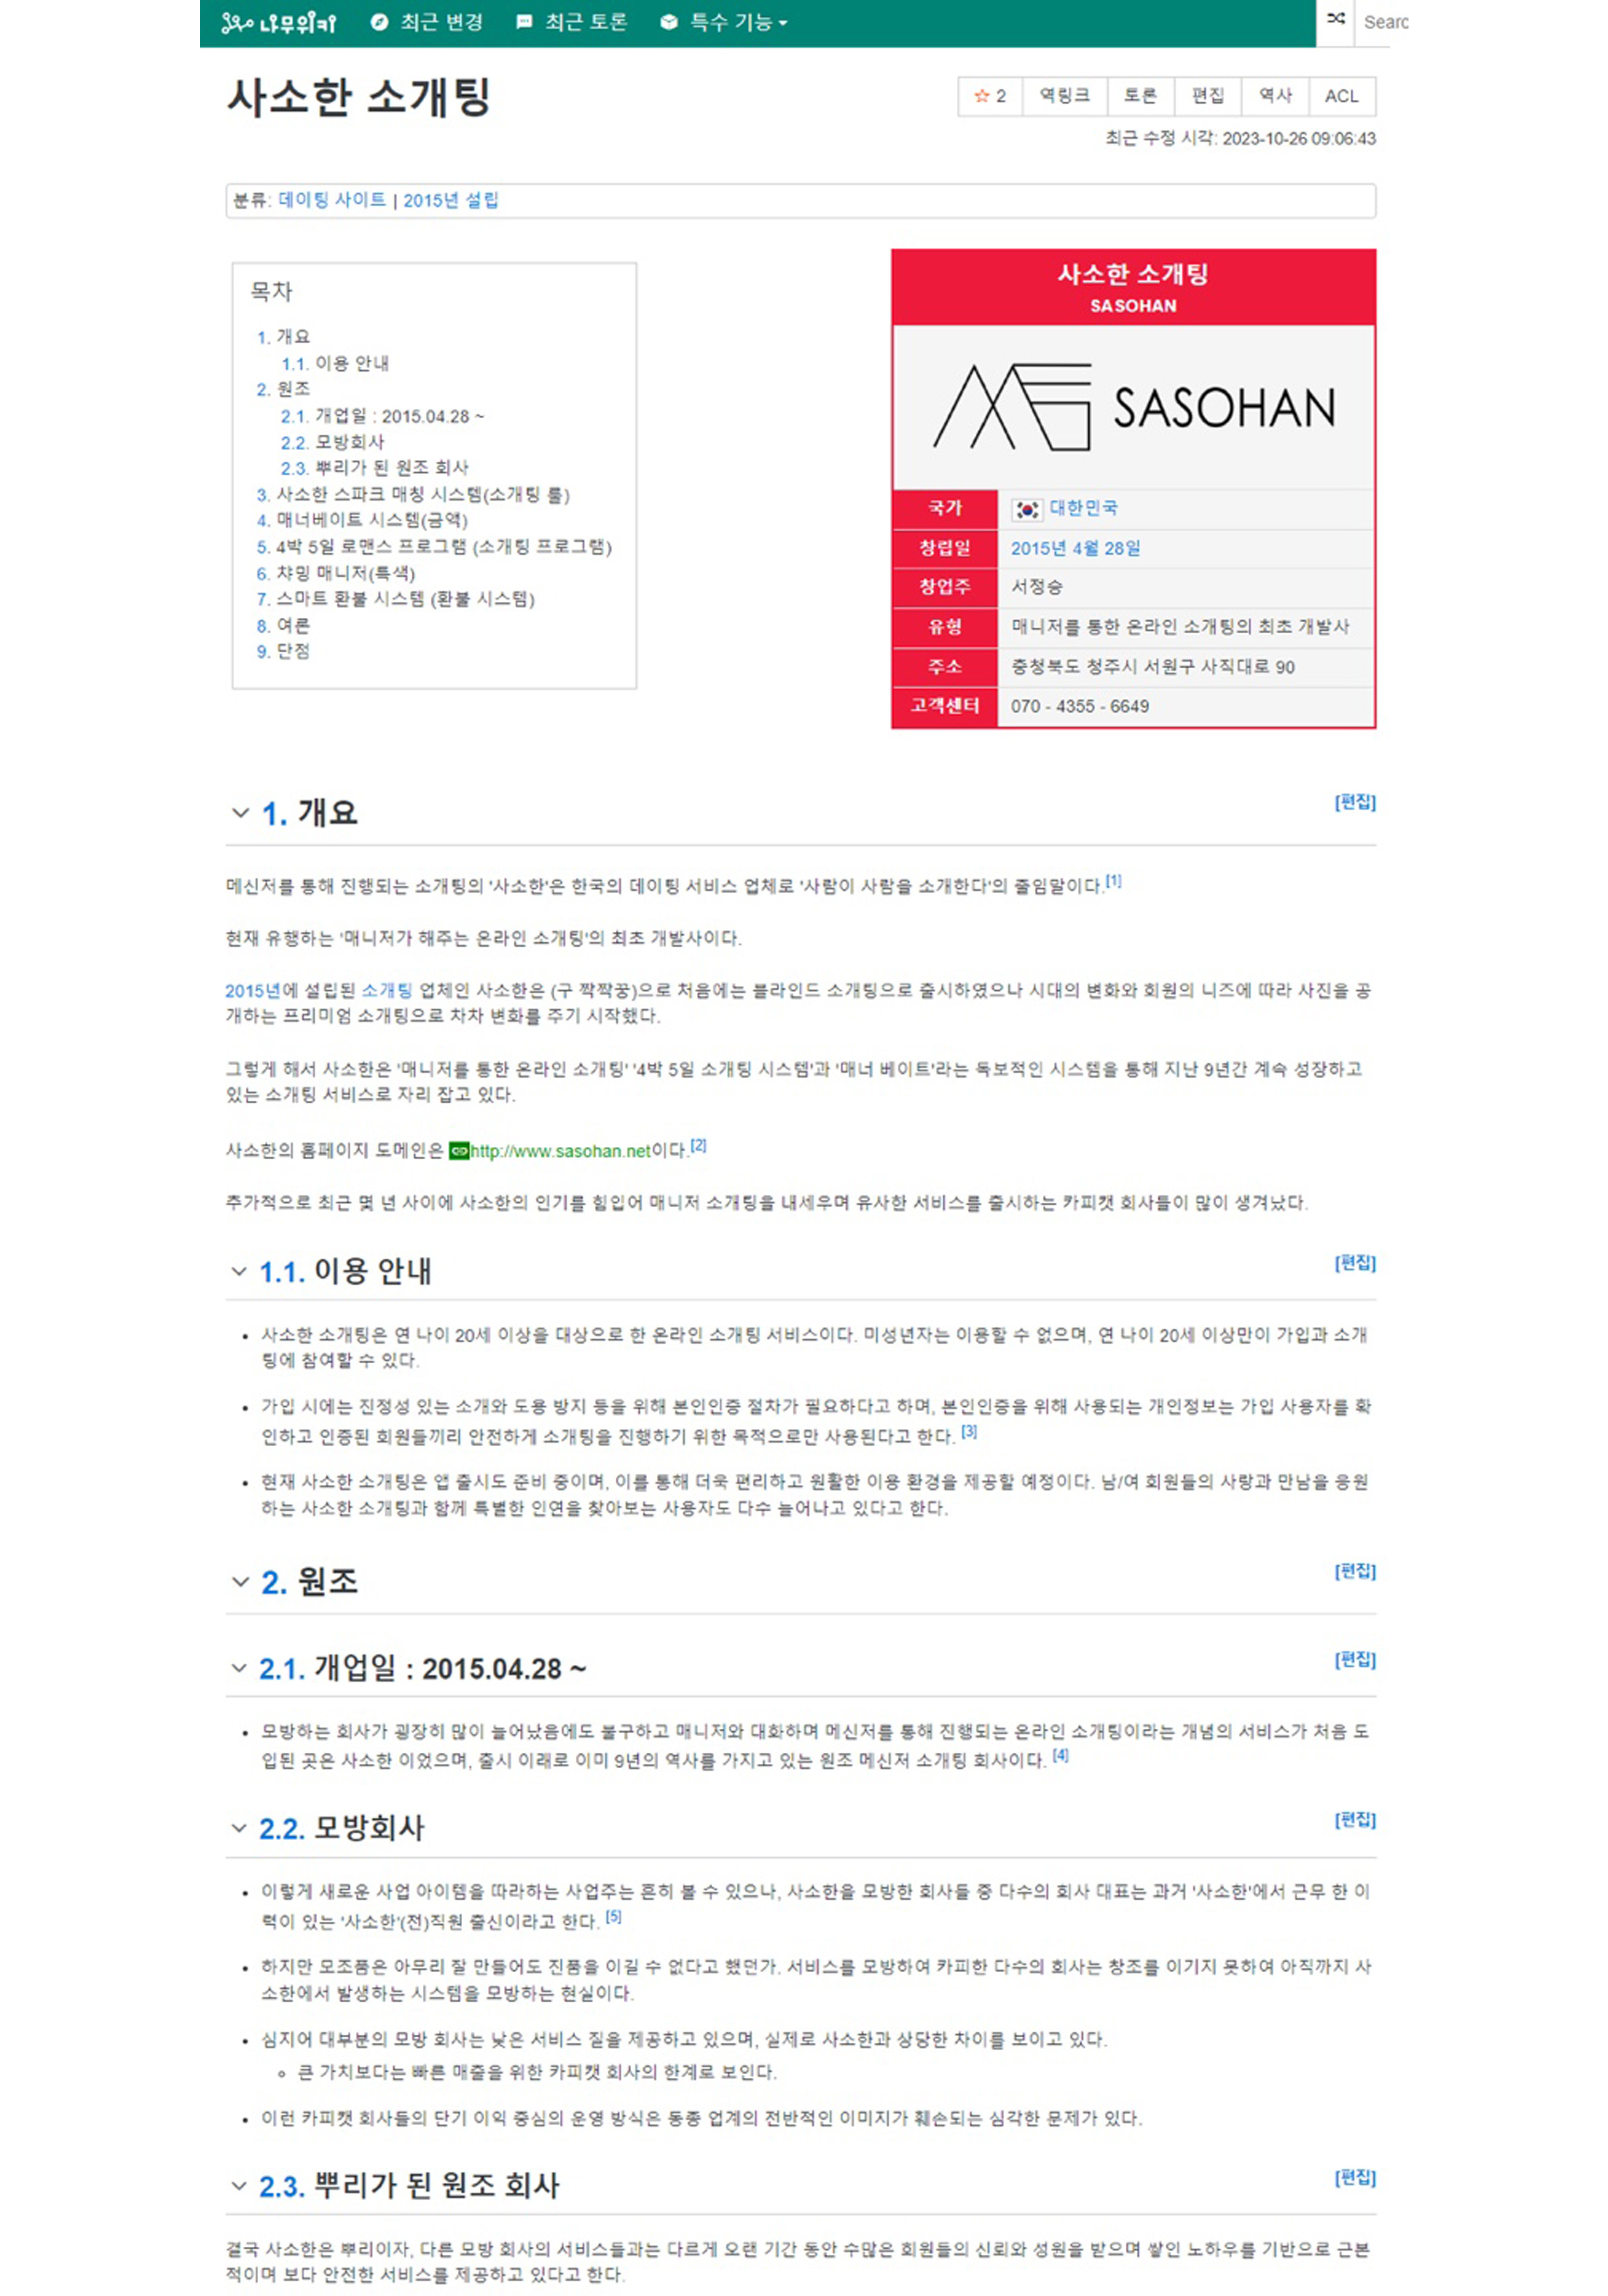 나무위키 최근 변경 최근 토론 특수 기능
Searc
사소한 소개팅
☆ 2 역링크 토론 편집 역사 ACL
최근 수정 시각: 2023-10-26 09:06:43
분류: 데이팅 사이트 | 2015년 설립
목차
1. 개요
1.1. 이용 안내
2. 원조
2.1. 개업일 : 2015.04.28 ~
2.2. 모방회사
2.3. 뿌리가 된 원조 회사
3. 사소한 스파크 매칭 시스템(소개팅 룰)
4. 매너베이트 시스템(금액)
5. 4박 5일 로맨스 프로그램 (소개팅 프로그램)
6. 챠밍 매니저(특색)
7. 스마트 환불 시스템 (환불 시스템)
8. 여론
9. 단점
사소한 소개팅
SASOHAN
SASOHAN
국가 대한민국
창립일 2015년 4월 28일
창업주 서정승
유형 매니저를 통한 온라인 소개팅의 최초 개발사
주소 충청북도 청주시 서원구 사직대로 90
고객센터 070 - 4355 - 6649
1. 개요 [편집]
메신저를 통해 진행되는 소개팅의 '사소한'은 한국의 데이팅 서비스 업체로 '사람이 사람을 소개한다'의 줄임말이다.[1]
현재 유행하는 '매니저가 해주는 온라인 소개팅'의 최초 개발사이다.
2015년에 설립된 소개팅 업체인 사소한은 (구 짝짝꿍)으로 처음에는 블라인드 소개팅으로 출시하였으나 시대의 변화와 회원의 니즈에 따라 사진을 공
개하는 프리미엄 소개팅으로 차차 변화를 주기 시작했다.
그렇게 해서 사소한은 '매니저를 통한 온라인 소개팅' '4박 5일 소개팅 시스템'과 '매너 베이트'라는 독보적인 시스템을 통해 지난 9년간 계속 성장하고
있는 소개팅 서비스로 자리 잡고 있다.
사소한의 홈페이지 도메인은 http://www.sasohan.net이다.[2]
추가적으로 최근 몇 년 사이에 사소한의 인기를 힘입어 매니저 소개팅을 내세우며 유사한 서비스를 출시하는 카피캣 회사들이 많이 생겨났다.
1.1. 이용 안내 [편집]
• 사소한 소개팅은 연 나이 20세 이상을 대상으로 한 온라인 소개팅 서비스이다. 미성년자는 이용할 수 없으며, 연 나이 20세 이상만이 가입과 소개
팅에 참여할 수 있다.
• 가입 시에는 진정성 있는 소개와 도용 방지 등을 위해 본인인증 절차가 필요하다고 하며, 본인인증을 위해 사용되는 개인정보는 가입 사용자를 확
인하고 인증된 회원들끼리 안전하게 소개팅을 진행하기 위한 목적으로만 사용된다고 한다. [3]
• 현재 사소한 소개팅은 앱 출시도 준비 중이며, 이를 통해 더욱 편리하고 원활한 이용 환경을 제공할 예정이다. 남/여 회원들의 사랑과 만남을 응원
하는 사소한 소개팅과 함께 특별한 인연을 찾아보는 사용자도 다수 늘어나고 있다고 한다.
2. 원조 [편집]
2.1. 개업일 : 2015.04.28 ~ [편집]
• 모방하는 회사가 굉장히 많이 늘어났음에도 불구하고 매니저와 대화하며 메신저를 통해 진행되는 온라인 소개팅이라는 개념의 서비스가 처음 도
입된 곳은 사소한 이었으며, 출시 이래로 이미 9년의 역사를 가지고 있는 원조 메신저 소개팅 회사이다. [4]
2.2. 모방회사 [편집]
• 이렇게 새로운 사업 아이템을 따라하는 사업주는 흔히 볼 수 있으나, 사소한을 모방한 회사들 중 다수의 회사 대표는 과거 '사소한'에서 근무 한 이
력이 있는 '사소한'(전)직원 출신이라고 한다. [5]
• 하지만 모조품은 아무리 잘 만들어도 진품을 이길 수 없다고 했던가. 서비스를 모방하여 카피한 다수의 회사는 창조를 이기지 못하여 아직까지 사
소한에서 발생하는 시스템을 모방하는 현실이다.
• 심지어 대부분의 모방 회사는 낮은 서비스 질을 제공하고 있으며, 실제로 사소한과 상당한 차이를 보이고 있다.
◦ 큰 가치보다는 빠른 매출을 위한 카피캣 회사의 한계로 보인다.
• 이런 카피캣 회사들의 단기 이익 중심의 운영 방식은 동종 업계의 전반적인 이미지가 훼손되는 심각한 문제가 있다.
2.3. 뿌리가 된 원조 회사 [편집]
결국 사소한은 뿌리이자, 다른 모방 회사의 서비스들과는 다르게 오랜 기간 동안 수많은 회원들의 신뢰와 성원을 받으며 쌓인 노하우를 기반으로 근본
적이며 보다 안전한 서비스를 제공하고 있다고 한다.